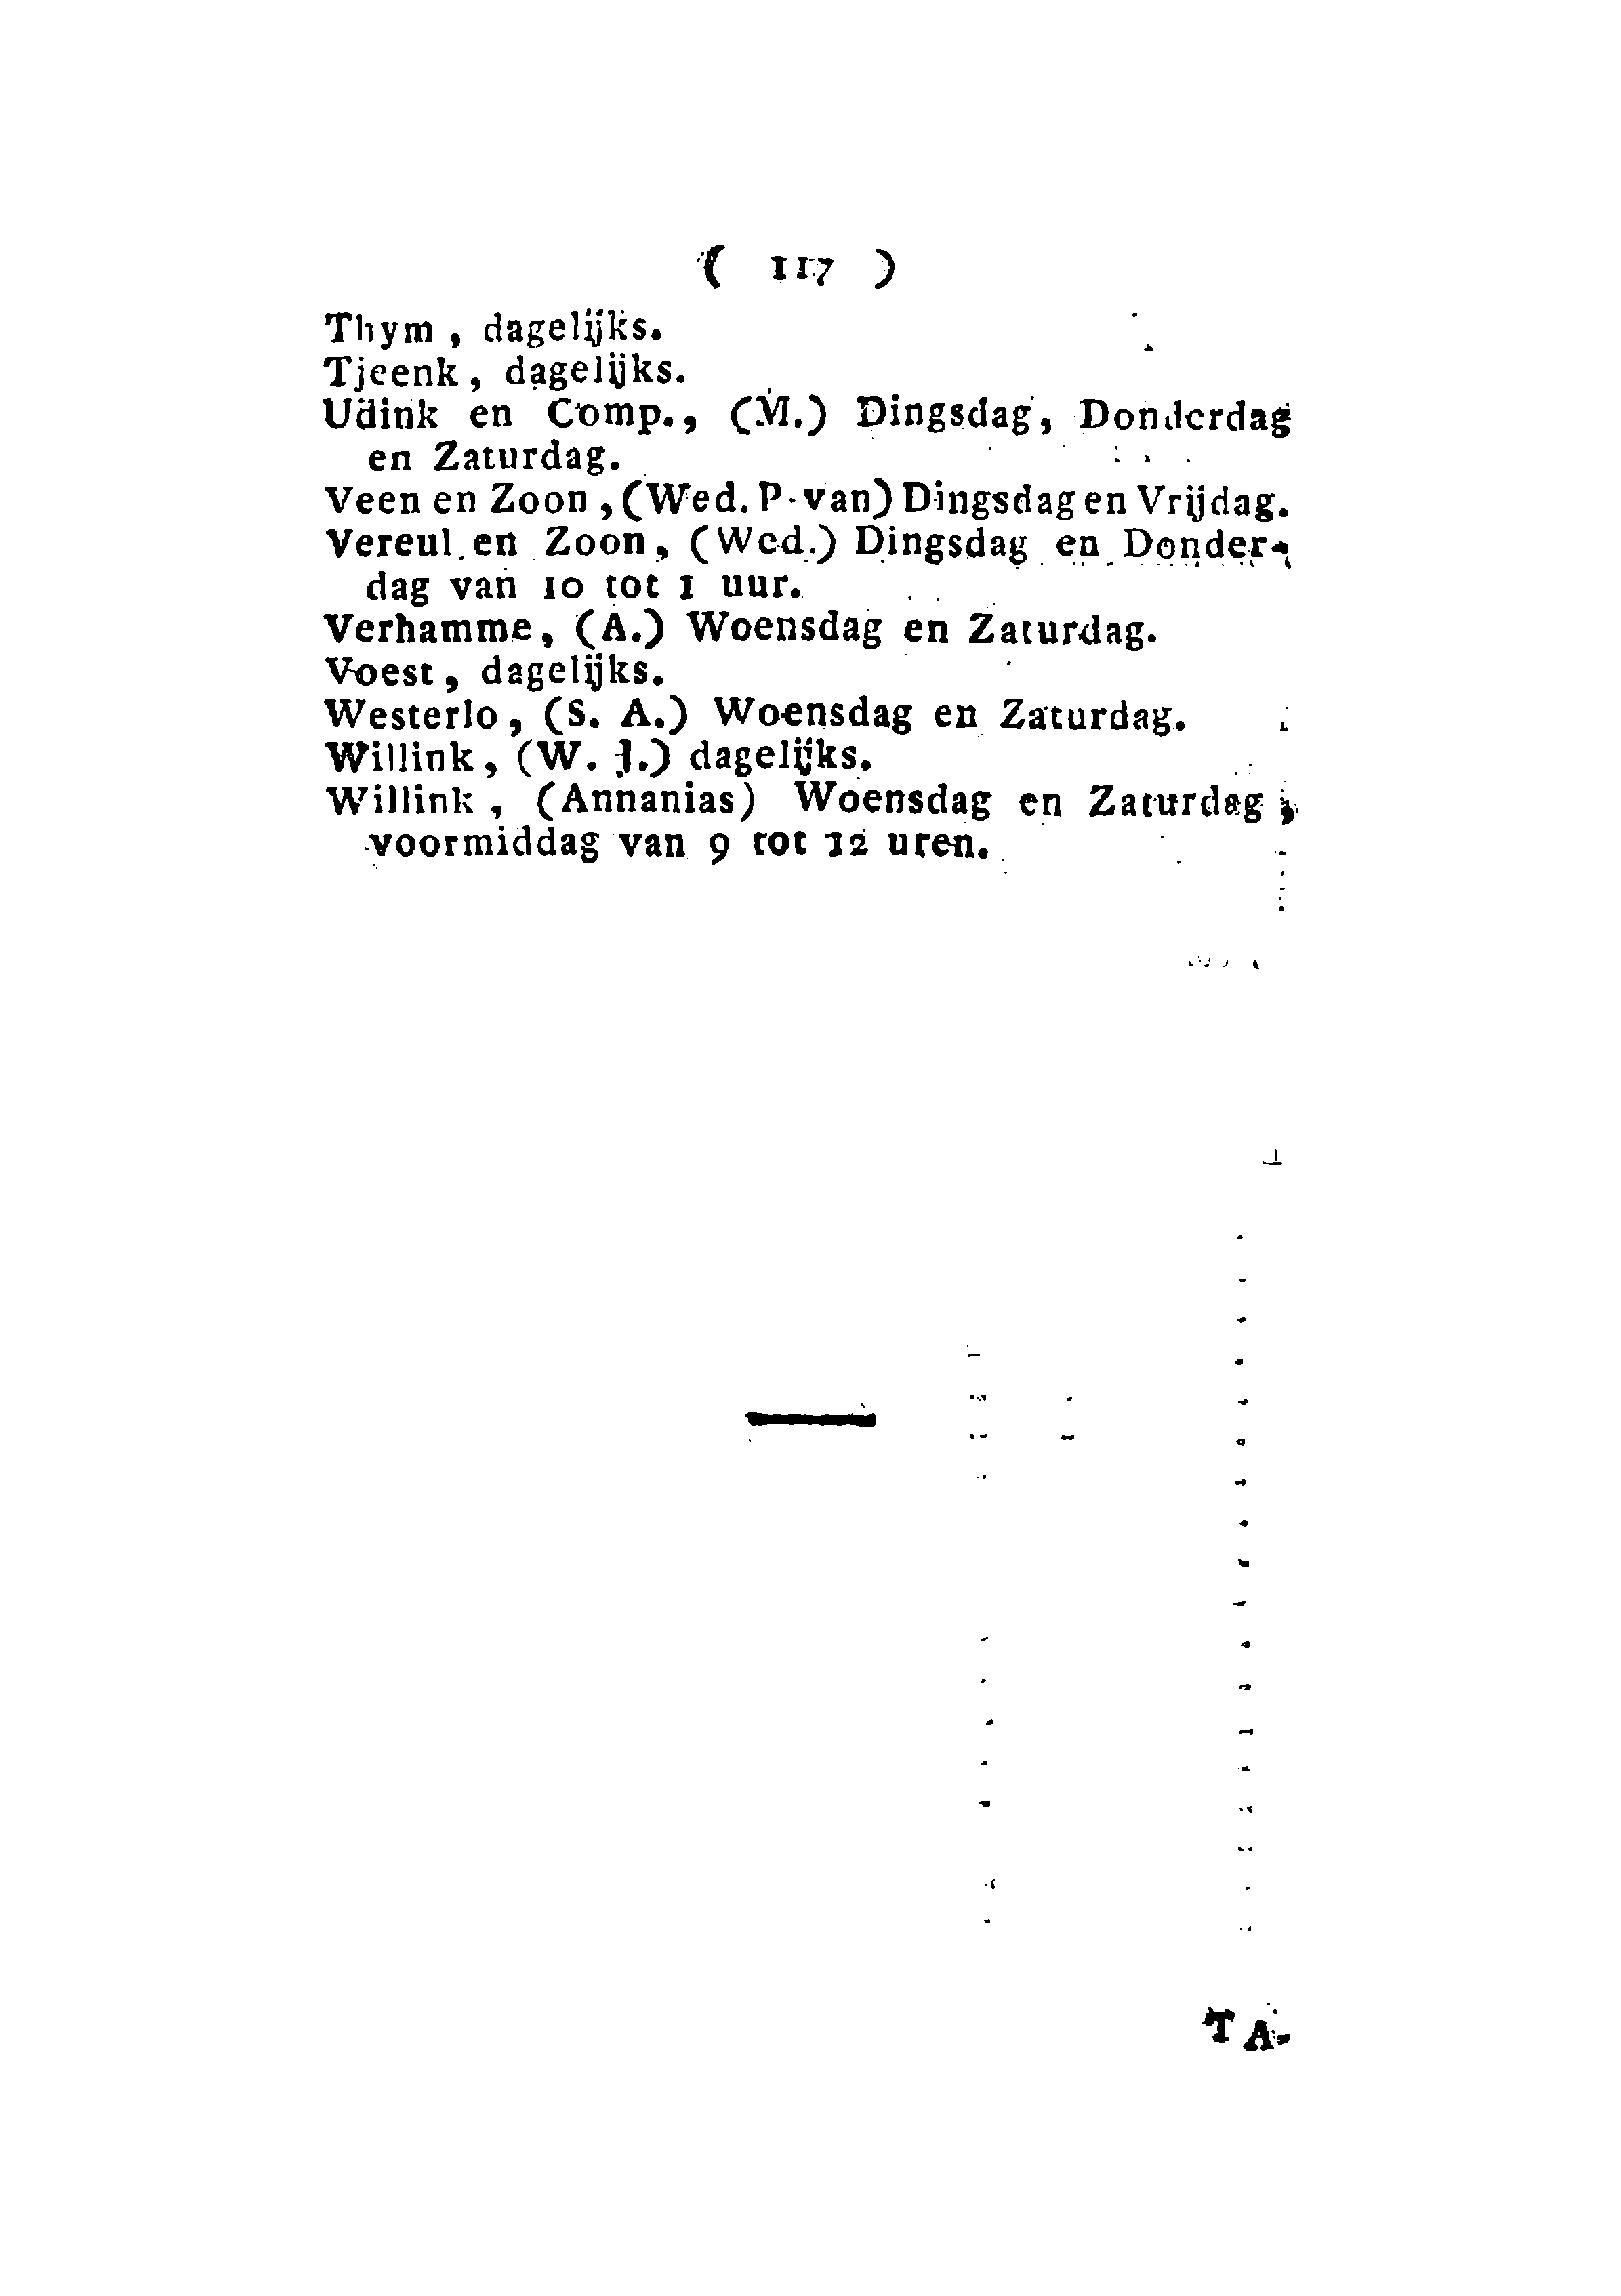 ( 117 )
Thym , dagelijks.
Tjeenk , dagelijks.
Udink en Comp., (M.) Dingsdag, Donderdag
en Zaturdag.
Veen en Zoon , (Wed. P. van) Dingsdag en Vrijdag.
Vereul en Zoon, (Wed.) Dingsdag en Donder-
dag van 10 tot 1 uur.
Verhamme, (A.) Woensdag en Zaturdag.
Voest, dagelijks.
Westerlo, (S. A.) Woensdag en Zaturdag.
Willink, (W. J.) dagelijks.
Willink , (Annanias) Woensdag en Zaturdag ,
voormiddag van 9 tot 12 uren.
TA-